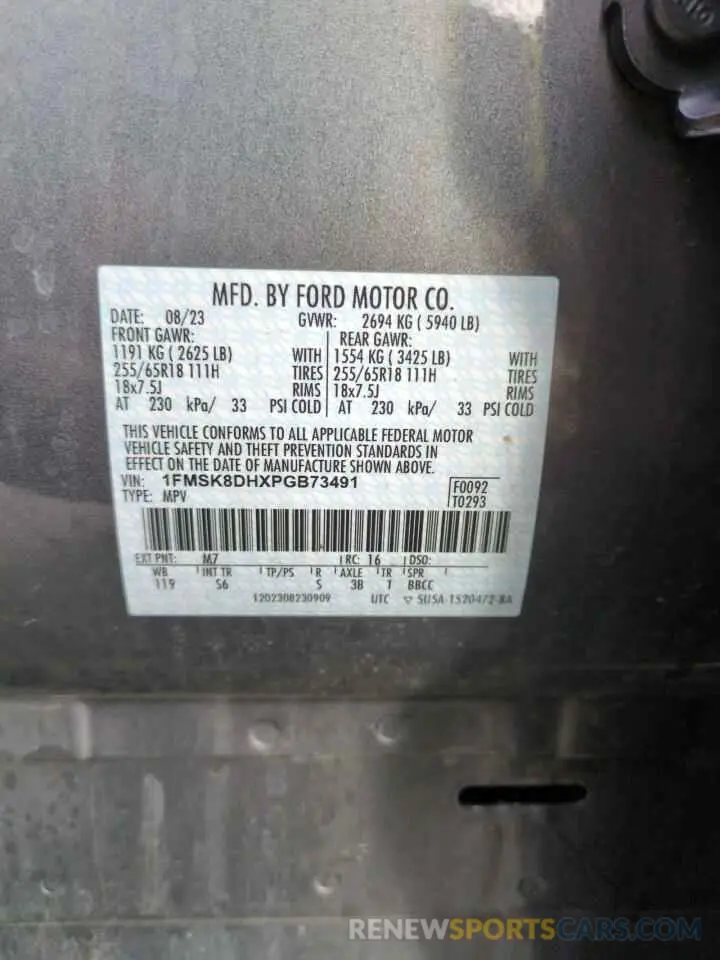 MFD. BY FORD MOTOR CO.
DATE: 08/23 GVWR: 2694 KG ( 5940 LB)
FRONT GAWR: REAR GAWR:
1191 KG ( 2625 LB) WITH 1554 KG ( 3425 LB) WITH
255/65R18 111H TIRES 255/65R18 111H TIRES
18x7.5J RIMS 18x7.5J RIMS
AT 230 kPa/ 33 PSI COLD AT 230 kPa/ 33 PSI COLD
THIS VEHICLE CONFORMS TO ALL APPLICABLE FEDERAL MOTOR
VEHICLE SAFETY AND THEFT PREVENTION STANDARDS IN
EFFECT ON THE DATE OF MANUFACTURE SHOWN ABOVE.
VIN: 1FMSK8DHXPGB73491 F0092
TYPE: MPV T0293
EXT PNT: M7 RC: 16 DSO:
WB INT TR TP/PS R AXLE TR SPR
119 S6 S 3B 1 BBCC
1202308230909 UTC
RENEWSPORTSCARS.COM